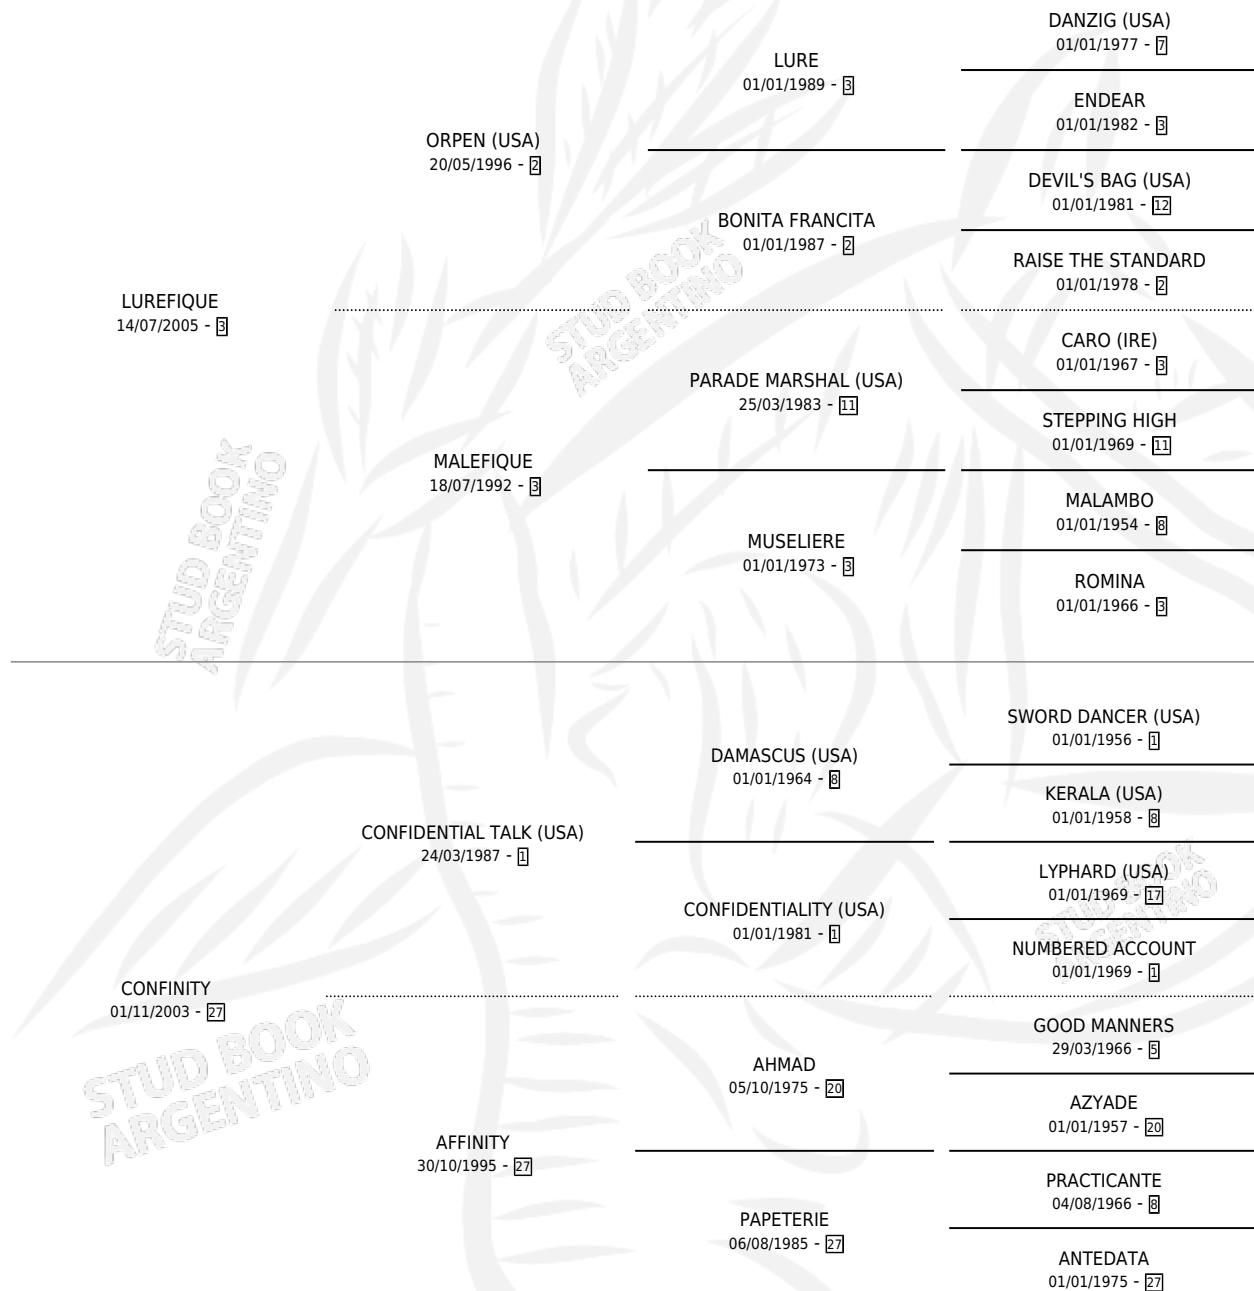 DANZIG (USA)
01/01/1977 - 7
LURE
01/01/1989 - 3
ENDEAR
01/01/1982 - 3
ORPEN (USA)
20/05/1996 - 2
DEVIL'S BAG (USA)
01/01/1981 - 12
BONITA FRANCITA
01/01/1987 - 2
RAISE THE STANDARD
01/01/1978 - 2
LUREFIQUE
14/07/2005 - 3
CARO (IRE)
01/01/1967 - 3
PARADE MARSHAL (USA)
25/03/1983 - 11
STEPPING HIGH
01/01/1969 - 11
MALEFIQUE
18/07/1992 - 3
MALAMBO
01/01/1954 - 8
MUSELIERE
01/01/1973 - 3
ROMINA
01/01/1966 - 3
SWORD DANCER (USA)
01/01/1956 - 1
DAMASCUS (USA)
01/01/1964 - 8
KERALA (USA)
01/01/1958 - 8
CONFIDENTIAL TALK (USA)
24/03/1987 - 1
LYPHARD (USA)
01/01/1969 - 17
CONFIDENTIALITY (USA)
01/01/1981 - 1
NUMBERED ACCOUNT
01/01/1969 - 1
CONFINITY
01/11/2003 - 27
GOOD MANNERS
29/03/1966 - 5
AHMAD
05/10/1975 - 20
AZYADE
01/01/1957 - 20
AFFINITY
30/10/1995 - 27
PRACTICANTE
04/08/1966 - 8
PAPETERIE
06/08/1985 - 27
ANTEDATA
01/01/1975 - 27
STUD BOOK
ARGENTINO
STUD BOOK
ARGENTINO
STUD BOOK
ARGENTINO
STUD BOOK
ARGENTINO